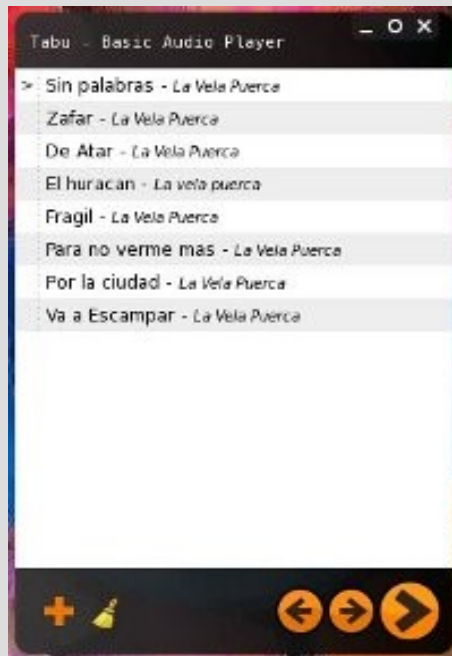 Tabu - Basic Audio Player
> Sin palabras - La Vela Puerca
Zafar - La Vela Puerca
De Atar - La Vela Puerca
El huracan - La vela puerca
Fragil - La Vela Puerca
Para no verme mas - La Vela Puerca
Por la ciudad - La Vela Puerca
Va a Escampar - La Vela Puerca